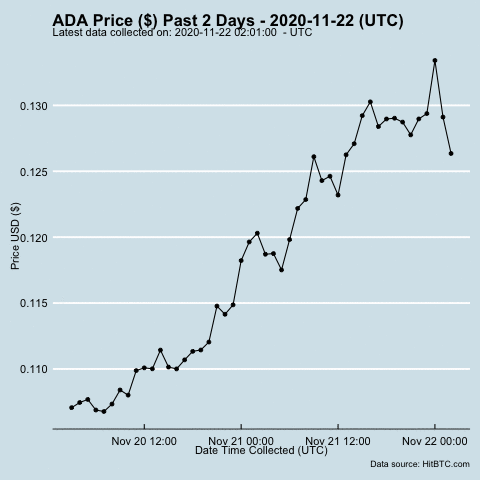 ADA Price ($) Past 2 Days - 2020-11-22 (UTC)
Latest data collected on: 2020-11-22 02:01:00  - UTC
0.130
0.125
0.120
0.115
0.110
Price USD ($)
Nov 20 12:00 Nov 21 00:00 Nov 21 12:00 Nov 22 00:00
Date Time Collected (UTC)
Data source: HitBTC.com